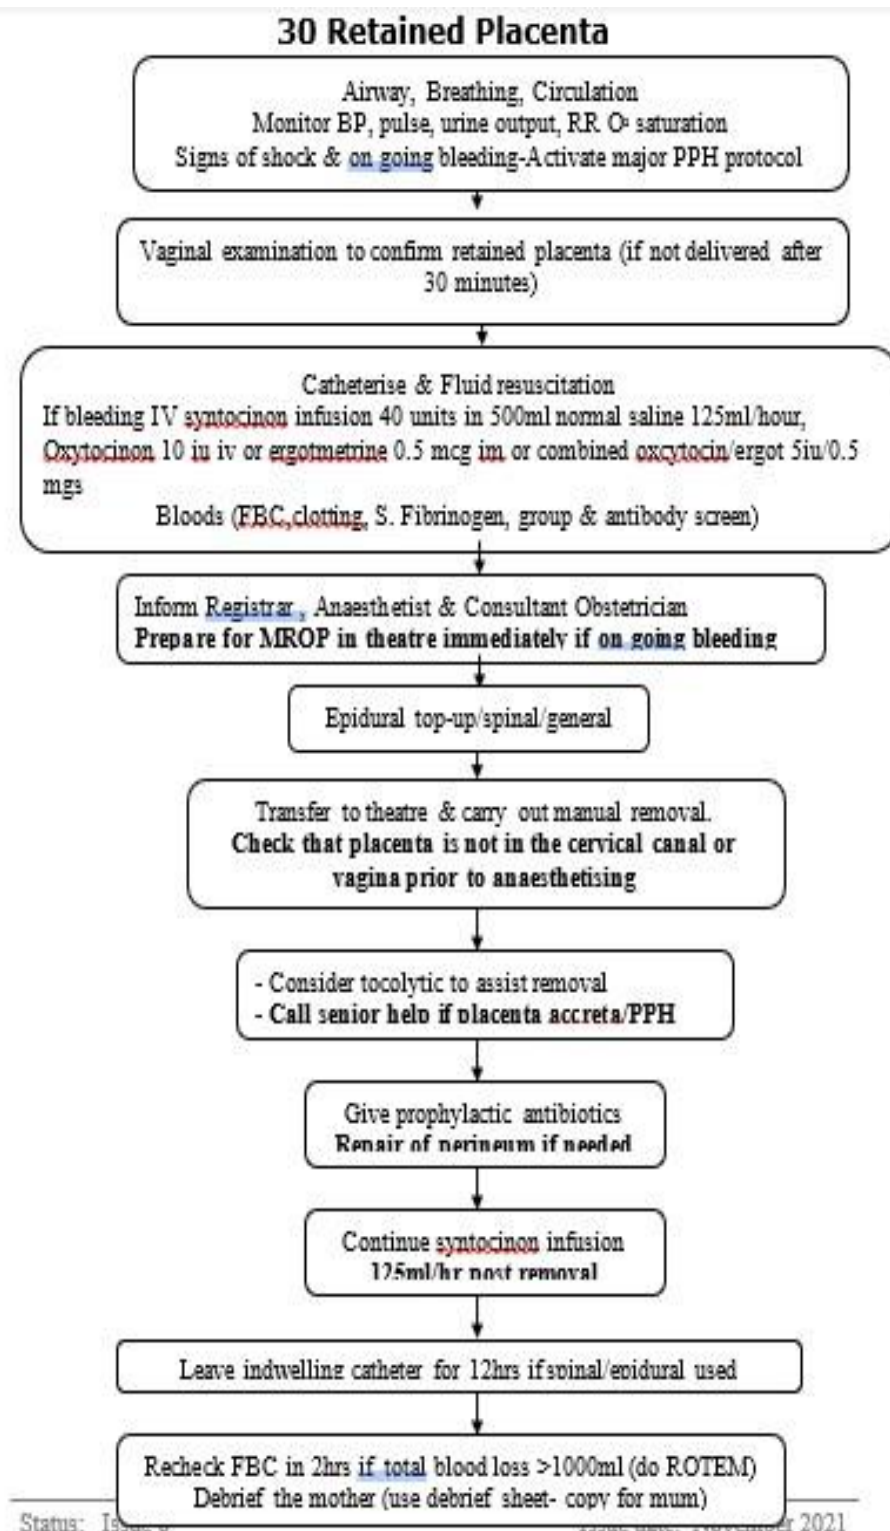 30 Retained Placenta
Airway, Breathing, Circulation
Monitor BP, pulse, urine output, RR O² saturation
Signs of shock & on going bleeding-Activate major PPH protocol
Vaginal examination to confirm retained placenta (if not delivered after
30 minutes)
Catheterise & Fluid resuscitation
If bleeding IV syntocinon infusion 40 units in 500ml normal saline 125ml/hour,
Oxytocinon 10 iu iv or ergotmetrine 0.5 mcg im or combined oxcytocin/ergot 5iu/0.5
mgs
Bloods (FBC,clotting, S. Fibrinogen, group & antibody screen)
Inform Registrar , Anaesthetist & Consultant Obstetrician
Prepare for MROP in theatre immediately if on going bleeding
Epidural top-up/spinal/general
Transfer to theatre & carry out manual removal.
Check that placenta is not in the cervical canal or
vagina prior to anaesthetising
- Consider tocolytic to assist removal
- Call senior help if placenta accreta/PPH
Give prophylactic antibiotics
Repair of perineum if needed
Continue syntocinon infusion
125ml/hr post removal
Leave indwelling catheter for 12hrs if spinal/epidural used
Recheck FBC in 2hrs if total blood loss >1000ml (do ROTEM)
Debrief the mother (use debrief sheet- copy for mum)
Status: 2021